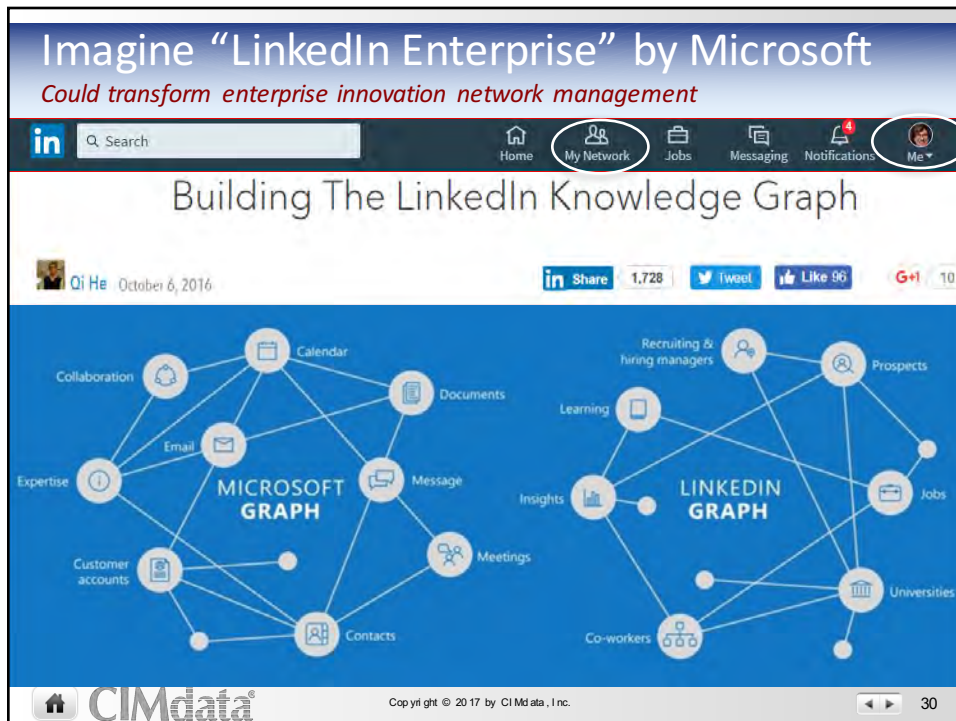 Imagine “LinkedIn Enterprise” by Microsoft
Could transform enterprise innovation network management
in Search Home My Network Jobs Messaging 4 Notifications Me
Building The LinkedIn Knowledge Graph
Qi He October 6, 2016 in Share 1,728 Tweet Like 96 G+1 10
Collaboration
Calendar
Documents
Email
Expertise
MICROSOFT
GRAPH
Message
Meetings
Customer
accounts
Contacts
Recruiting &
hiring managers
Prospects
Learning
Insights
LINKEDIN
GRAPH
Jobs
Universities
Co-workers
CIMdata® Copyright © 2017 by CIMdata, Inc. 30